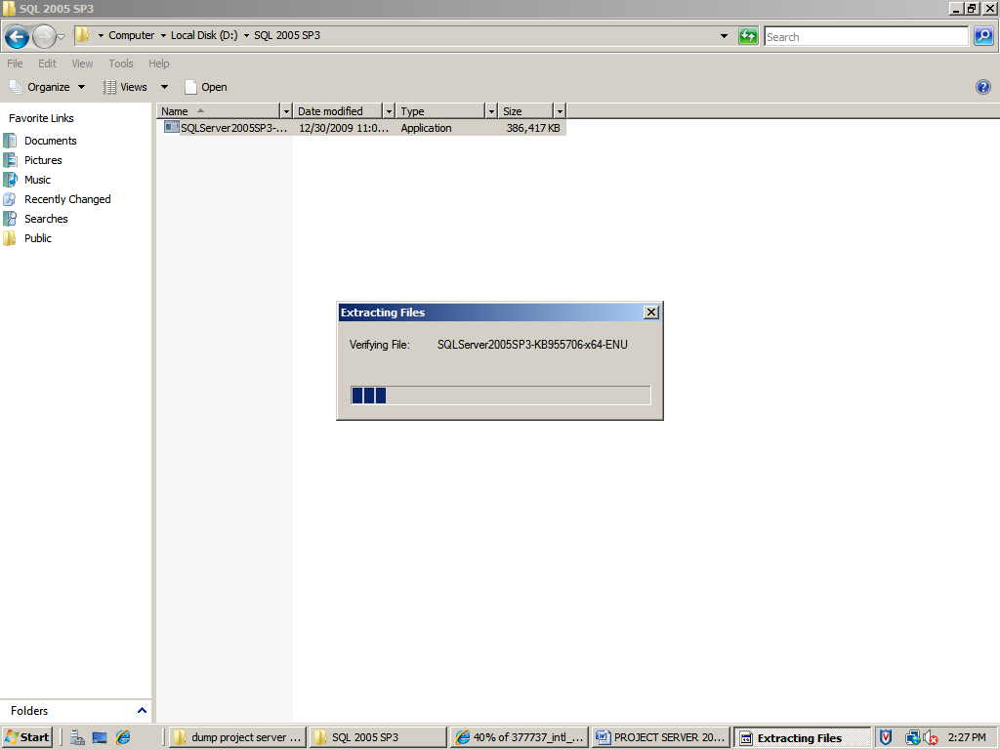 SQL 2005 SP3
Computer Local Disk (D:) SQL 2005 SP3 Search
File Edit View Tools Help
Organize Views Open
Favorite Links
Documents
Pictures
Music
Recently Changed
Searches
Public
Name Date modified Type Size
SQLServer2005SP3-... 12/30/2009 11:0... Application 386,417 KB
Extracting Files
Verifying File: SQLServer2005SP3-KB955706-x64-ENU
Folders
Start dump project server ... SQL 2005 SP3 40% of 377737_intl_... PROJECT SERVER 20... Extracting Files 2:27 PM